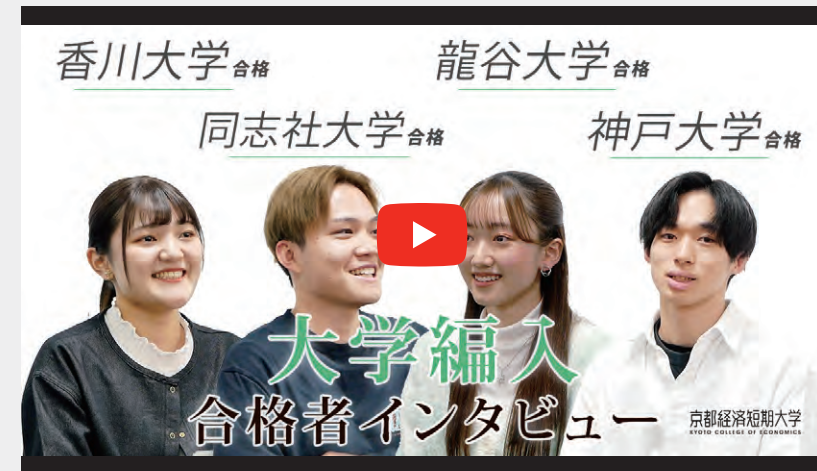 香川大学合格
龍谷大学合格
同志社大学合格
神戸大学合格
大学編入
合格者インタビュー
京都経済短期大学
KYOTO COLLEGE OF ECONOMICS